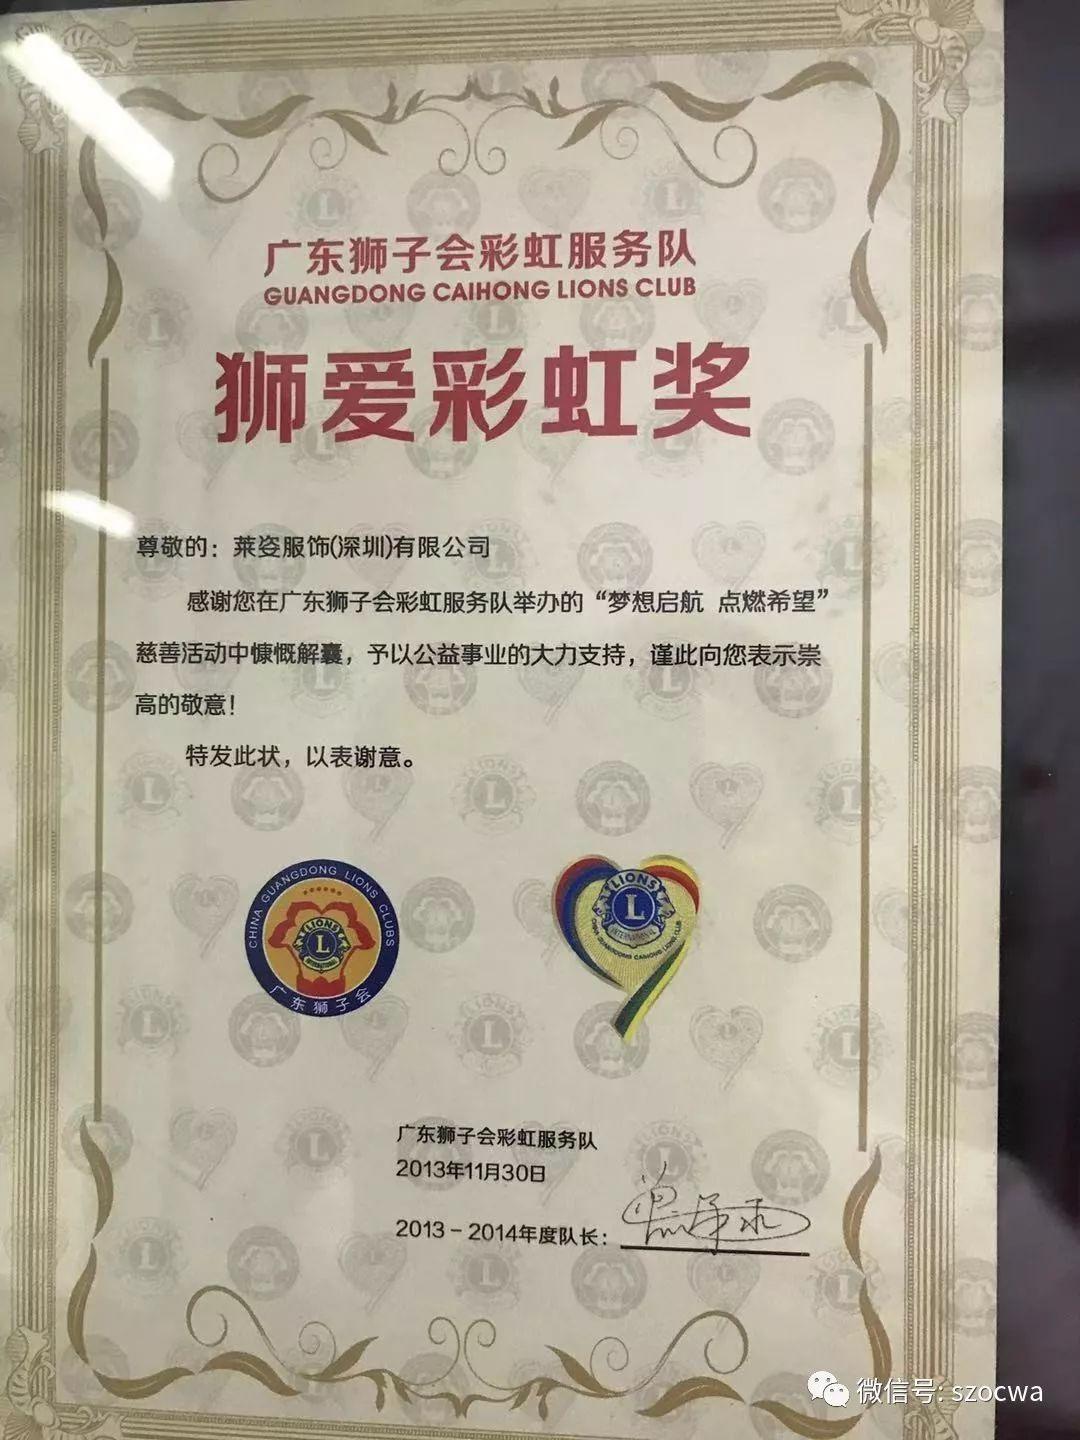 广东狮子会彩虹服务队
GUANGDONG CAIHONG LIONS CLUB
狮爱彩虹奖
尊敬的：莱姿服饰(深圳)有限公司
感谢您在广东狮子会彩虹服务队举办的“梦想启航 点燃希望”
慈善活动中慷慨解囊，予以公益事业的大力支持，谨此向您表示崇
高的敬意！
特发此状，以表谢意。
CHINA GUANGDONG LIONS CLUBS
LIONS
L
INTERNATIONAL
广东狮子会
LIONS
L
INTERNATIONAL
CHINA GUANGDONG CAIHONG LIONS CLUB
广东狮子会彩虹服务队
2013年11月30日
2013－2014年度队长：
微信号: szocwa